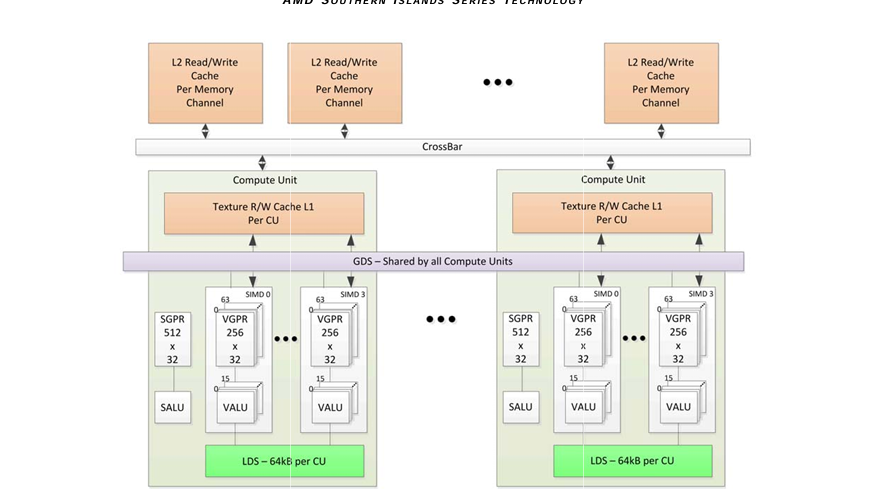 AMD SOUTHERN ISLANDS SERIES TECHNOLOGY
L2 Read/Write
Cache
Per Memory
Channel
L2 Read/Write
Cache
Per Memory
Channel
L2 Read/Write
Cache
Per Memory
Channel
CrossBar
Compute Unit
Texture R/W Cache L1
Per CU
Compute Unit
Texture R/W Cache L1
Per CU
GDS – Shared by all Compute Units
SGPR
512
x
32
SALU
SIMD 0
63
0
VGPR
256
x
32
15
0
VALU
SIMD 3
63
0
VGPR
256
x
32
15
0
VALU
LDS – 64kB per CU
SGPR
512
x
32
SALU
SIMD 0
63
0
VGPR
256
x
32
15
0
VALU
SIMD 3
63
0
VGPR
256
x
32
15
0
VALU
LDS – 64kB per CU